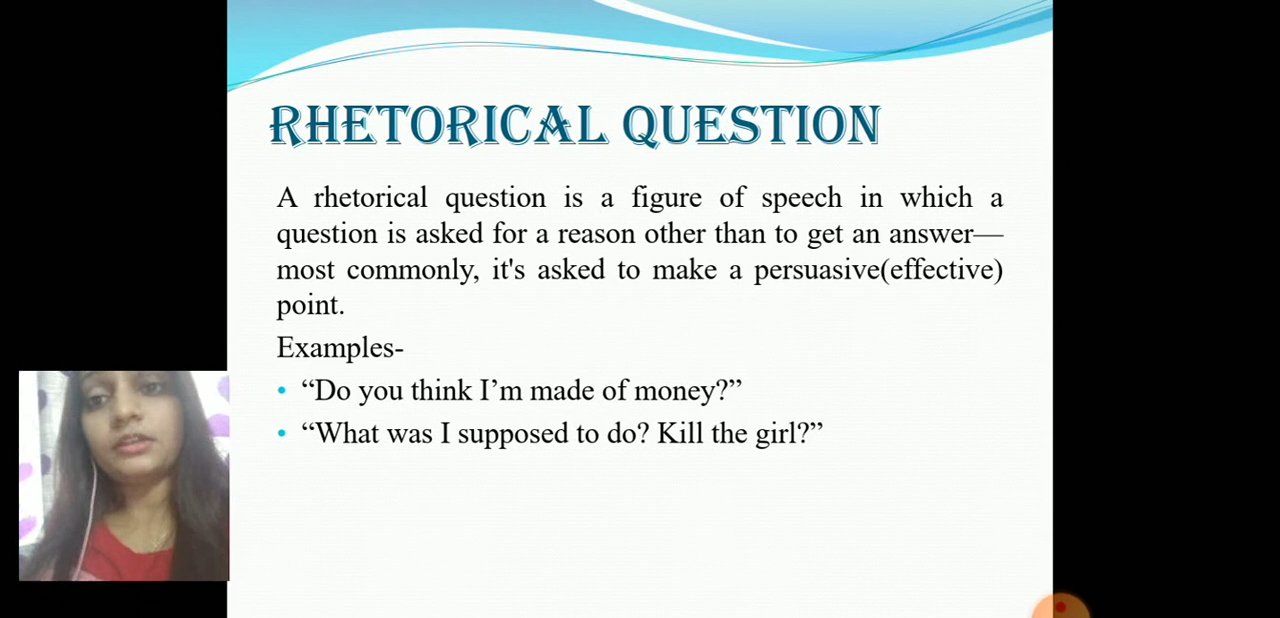 RHETORICAL QUESTION
A rhetorical question is a figure of speech in which a
question is asked for a reason other than to get an answer—
most commonly, it's asked to make a persuasive(effective)
point.
Examples-
• “Do you think I’m made of money?”
• “What was I supposed to do? Kill the girl?”